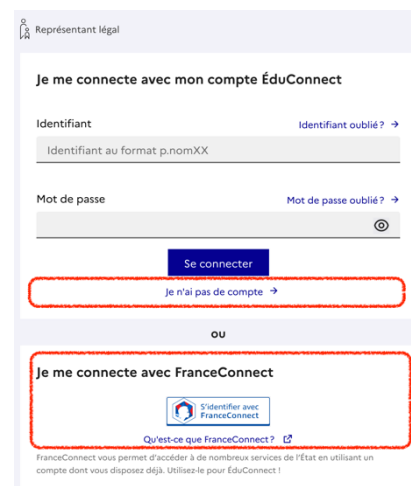 Représentant légal
Je me connecte avec mon compte ÉduConnect
Identifiant
Identifiant oublié? →
Identifiant au format p.nomXX
Mot de passe
Mot de passe oublié? →
Se connecter
Je n'ai pas de compte →
ou
Je me connecte avec FranceConnect
S'identifier avec
FranceConnect
Qu'est-ce que FranceConnect?
FranceConnect vous permet d'accéder à de nombreux services de l'État en utilisant un
compte dont vous disposez déjà. Utilisez-le pour ÉduConnect !